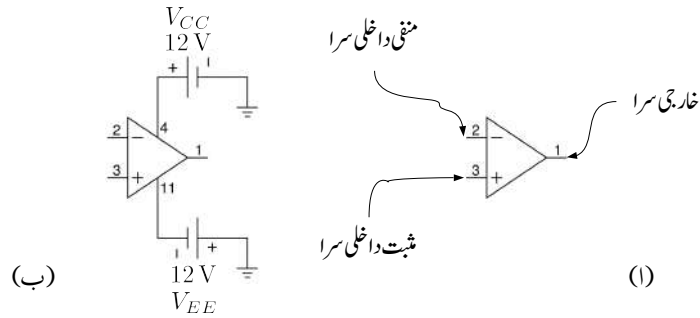 منفی داخلی سرا
خارجی سرا
مثبت داخلی سرا
2
3
1
− 
+
(ا)
V_CC
12 V
+
ı
4
2
3
1
−
+
11
ı
+
12 V
V_EE
(ب)